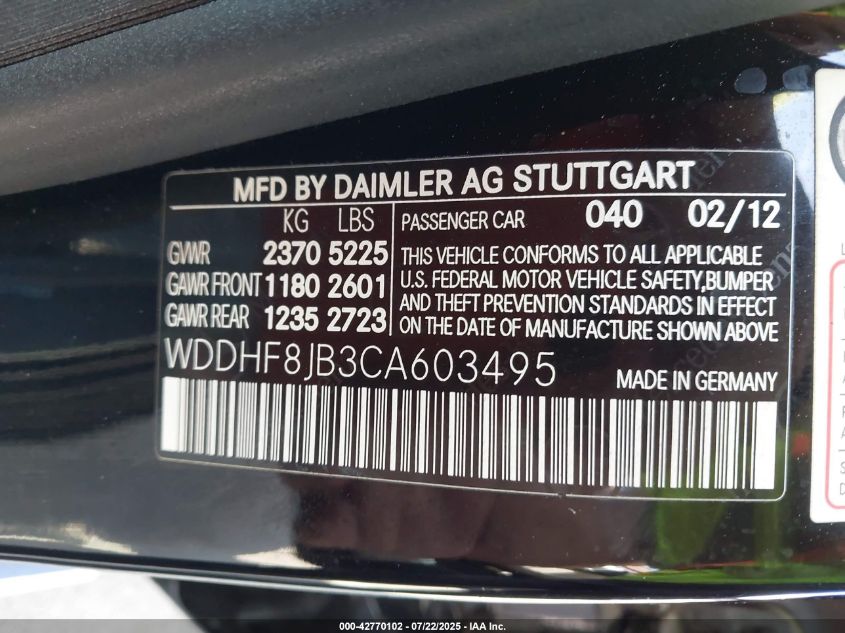 MFD BY DAIMLER AG STUTTGART
KG LBS
GVWR 2370 5225
GAWR FRONT 1180 2601
GAWR REAR 1235 2723
PASSENGER CAR 040 02/12
THIS VEHICLE CONFORMS TO ALL APPLICABLE
U.S. FEDERAL MOTOR VEHICLE SAFETY,BUMPER
AND THEFT PREVENTION STANDARDS IN EFFECT
ON THE DATE OF MANUFACTURE SHOWN ABOVE
WDDHF8JB3CA603495
MADE IN GERMANY
000-42770102 - 07/22/2025 - IAA Inc.